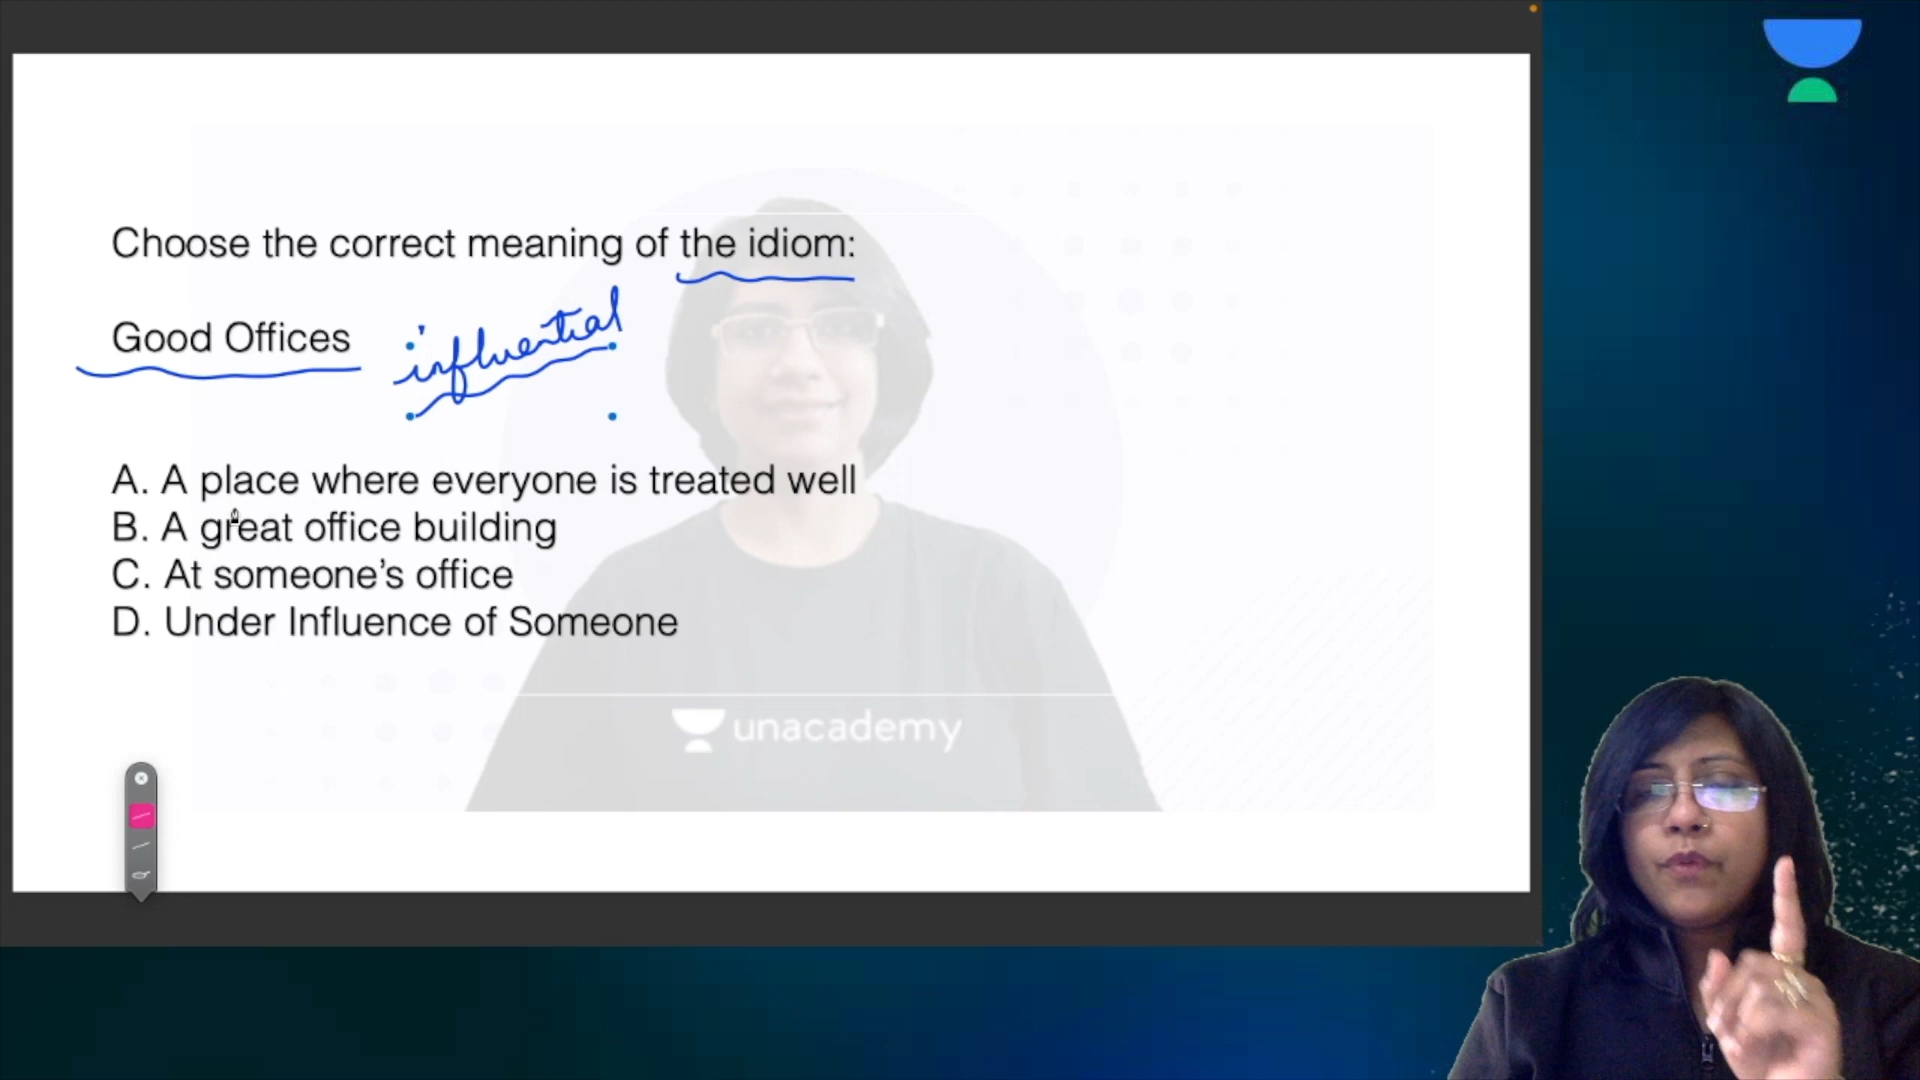 Choose the correct meaning of the idiom:
Good Offices
influential
A. A place where everyone is treated well
B. A great office building
C. At someone’s office
D. Under Influence of Someone
unacademy